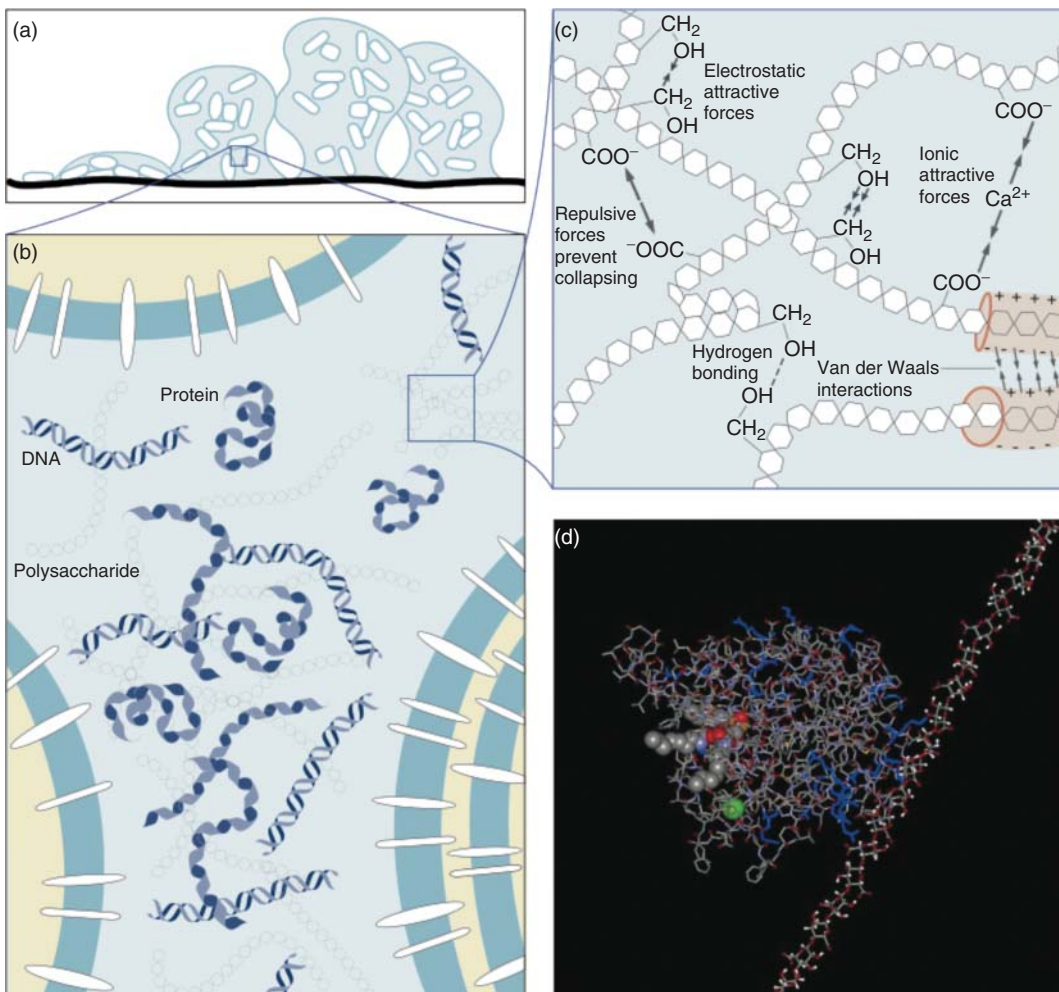 (a)
(b)
Protein
DNA
Polysaccharide
(c)
CH₂
OH
Electrostatic
attractive
forces
CH₂
OH
COO⁻
Repulsive
forces
prevent
collapsing
⁻OOC
CH₂
OH
CH₂
OH
Ionic
attractive
forces
COO⁻
Ca²⁺
COO⁻
+ + + +
- - - -
CH₂
OH
Hydrogen
bonding
OH
CH₂
Van der Waals
interactions
+ + + +
- - - -
(d)